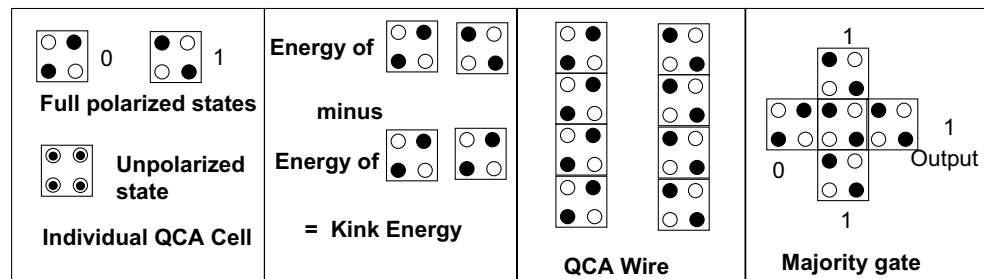 0
1
Full polarized states
Unpolarized
state
Individual QCA Cell
Energy of
minus
Energy of
= Kink Energy
QCA Wire
1
0
1
Output
1
Majority gate